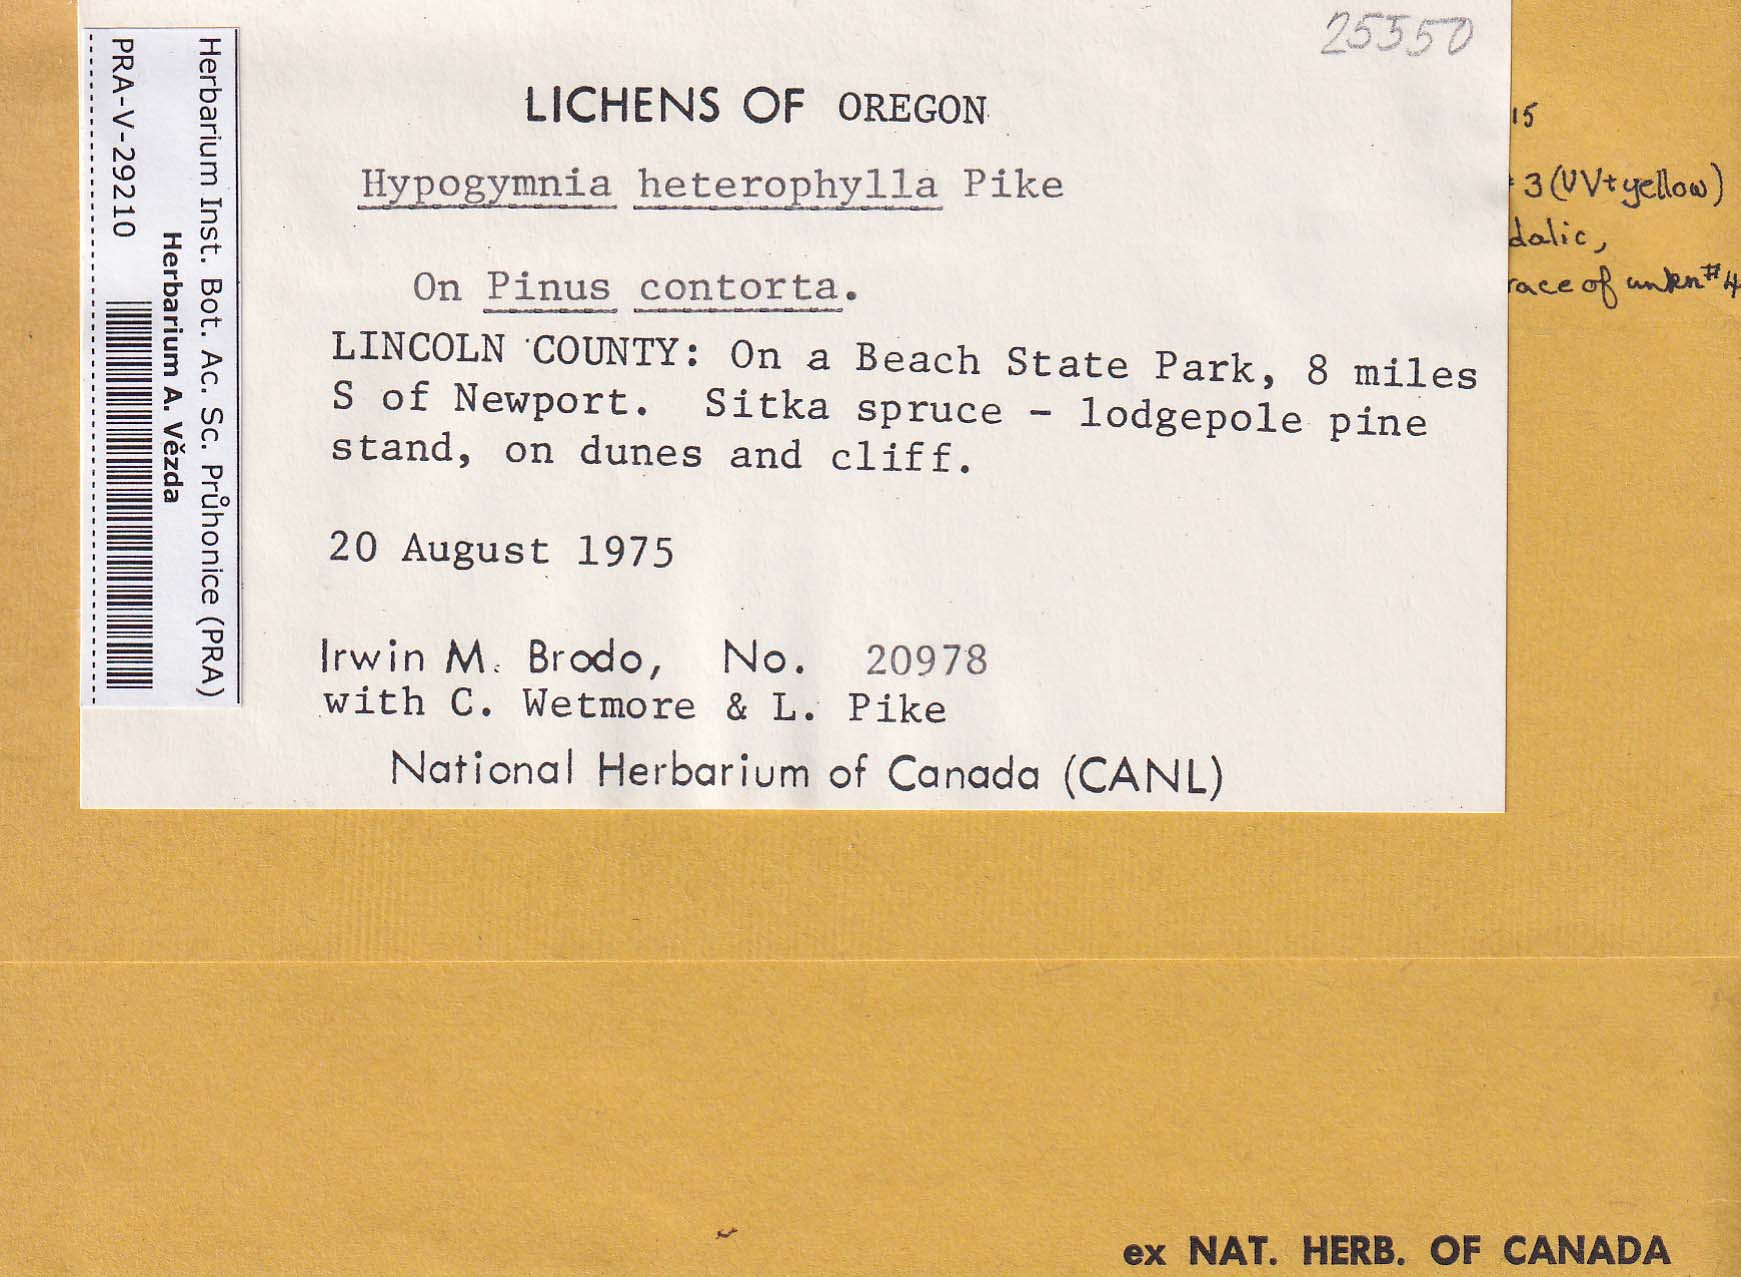 25550
LICHENS OF OREGON
Hypogymnia heterophylla Pike
On Pinus contorta.
LINCOLN COUNTY: On a Beach State Park, 8 miles
S of Newport. Sitka spruce - lodgepole pine
stand, on dunes and cliff.
20 August 1975
Irwin M. Brodo, No. 20978
with C. Wetmore & L. Pike
National Herbarium of Canada (CANL)
Herbarium Inst. Bot. Ac. Sc. Průhonice (PRA)
Herbarium A. Vězda
PRA-V-29210
15
3 (UV+ yellow)
dalic,
race of unkn #4
ex NAT. HERB. OF CANADA